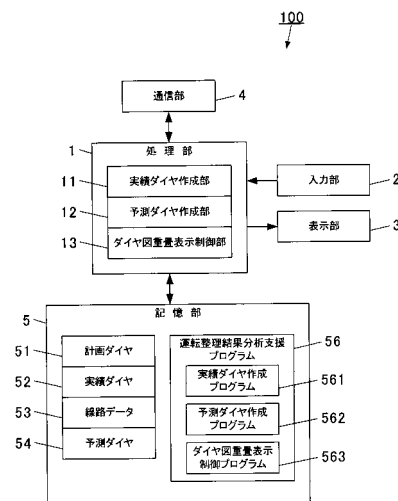 100
通信部
4
1
処理部
11
実績ダイヤ作成部
12
予測ダイヤ作成部
13
ダイヤ図重畳表示制御部
入力部
2
表示部
3
5
記憶部
51
計画ダイヤ
52
実績ダイヤ
53
線路データ
54
予測ダイヤ
運転整理結果分析支援
プログラム
56
実績ダイヤ作成
プログラム
561
予測ダイヤ作成
プログラム
562
ダイヤ図重畳表示
制御プログラム
563